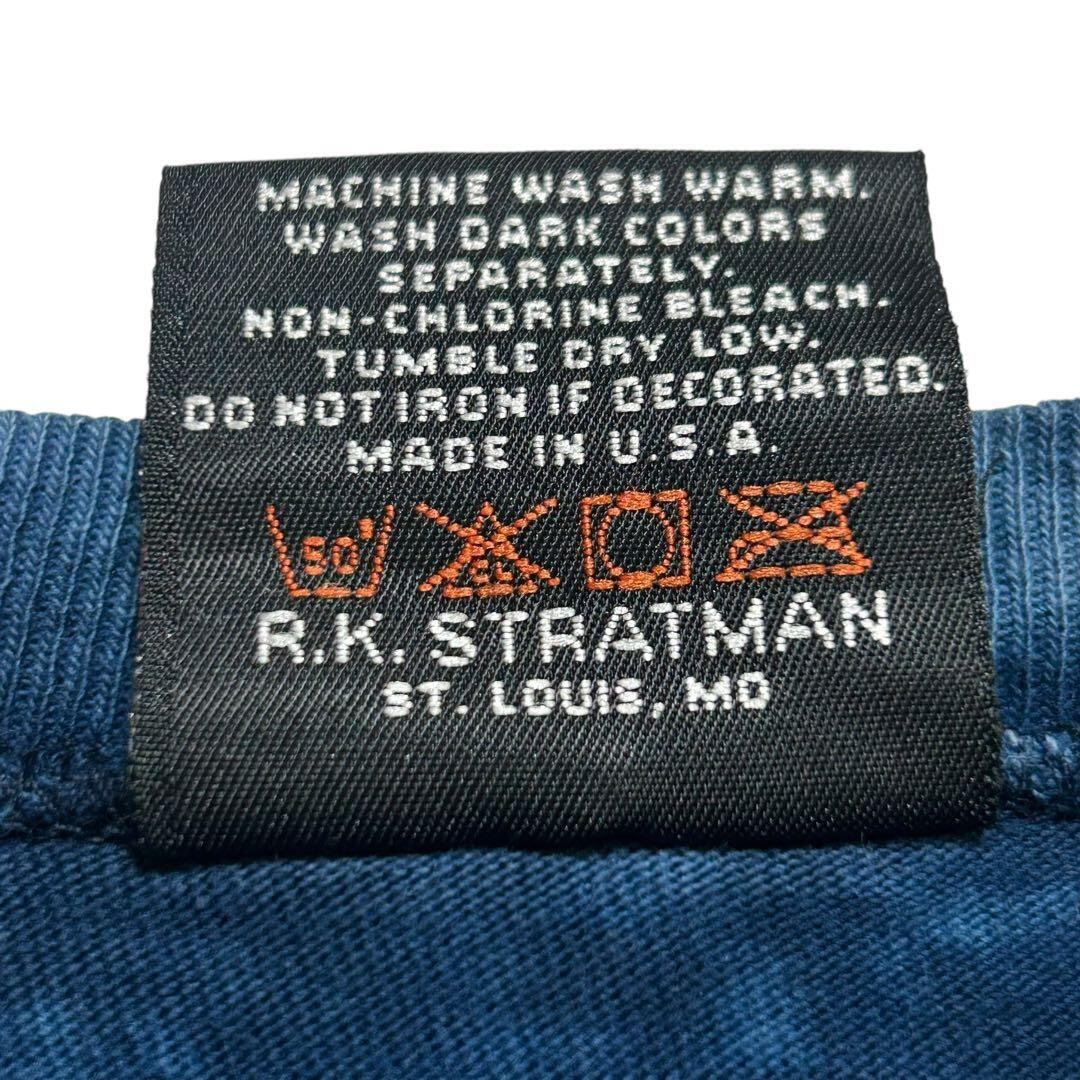 MACHINE WASH WARM.
WASH DARK COLORS
SEPARATELY.
NON-CHLORINE BLEACH.
TUMBLE DRY LOW.
DO NOT IRON IF DECORATED.
MADE IN U.S.A.
50° CL
R.K. STRATMAN
ST. LOUIS, MO